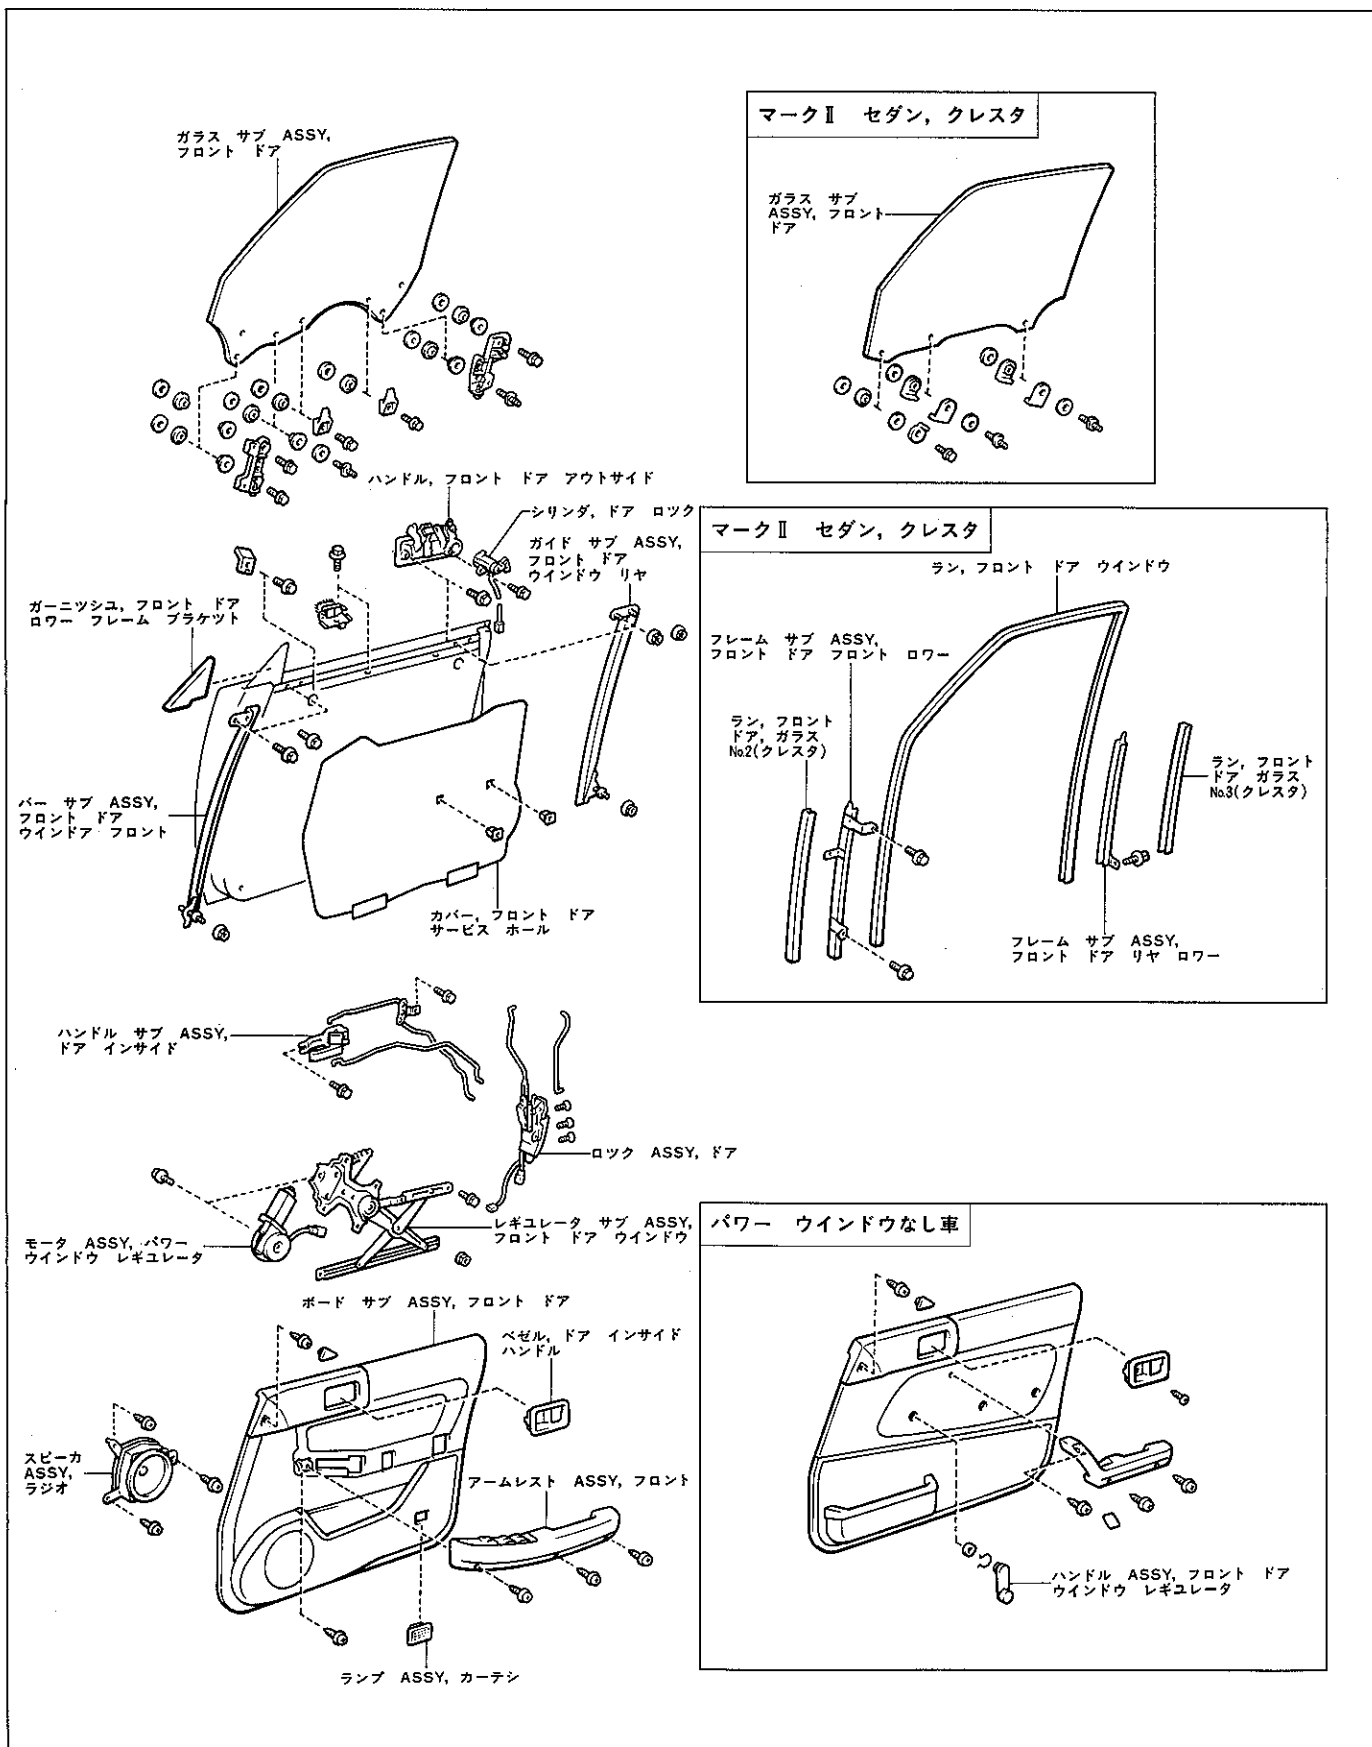 ガラス サブ ASSY,
フロント ドア
マークⅡ セダン, クレスタ
ガラス サブ
ASSY, フロント
ドア
ハンドル, フロント ドア アウトサイド
シリンダ, ドア ロツク
ガイド サブ ASSY,
フロント ドア
ウインドウ リヤ
ガーニツシユ, フロント ドア
ロワー フレーム ブラケツト
バー サブ ASSY,
フロント ドア
ウインドア フロント
カバー, フロント ドア
サービス ホール
マークⅡ セダン, クレスタ
ラン, フロント ドア ウインドウ
フレーム サブ ASSY,
フロント ドア フロント ロワー
ラン, フロント
ドア, ガラス
No.2(クレスタ)
ラン, フロント
ドア, ガラス
No.3(クレスタ)
フレーム サブ ASSY,
フロント ドア リヤ ロワー
ハンドル サブ ASSY,
ドア インサイド
ロツク ASSY, ドア
モータ ASSY, パワー
ウインドウ レギユレータ
レギユレータ サブ ASSY,
フロント ドア ウインドウ
ボード サブ ASSY, フロント ドア
ベゼル, ドア インサイド
ハンドル
スピーカ
ASSY,
ラジオ
アームレスト ASSY, フロント
ランプ ASSY, カーテシ
パワー ウインドウなし車
ハンドル ASSY, フロント ドア
ウインドウ レギユレータ